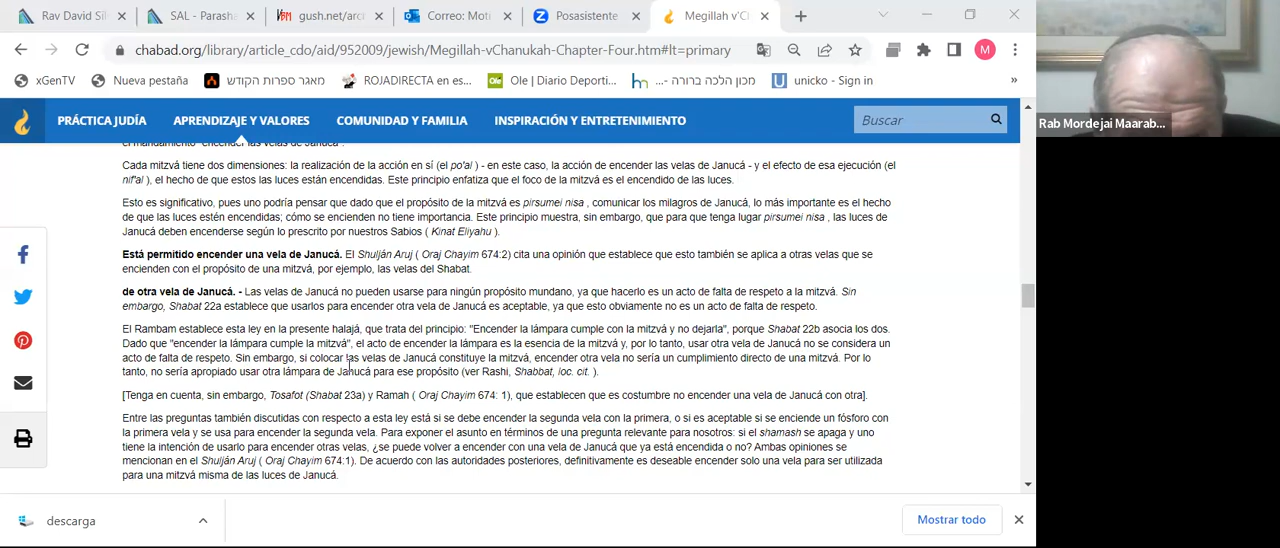 Rav David Sil
SAL - Parasha
gush.net/arc
Correo: Moti
Posasistente
Megillah v'C
chabad.org/library/article_cdo/aid/952009/jewish/Megillah-vChanukah-Chapter-Four.htm#lt=primary
M
xGenTV
Nueva pestaña
מאגר ספרות הקודש
ROJADIRECTA en es...
Ole | Diario Deporti...
מכון הלכה ברורה -...
unicko - Sign in
»
PRÁCTICA JUDÍA
APRENDIZAJE Y VALORES
COMUNIDAD Y FAMILIA
INSPIRACIÓN Y ENTRETENIMIENTO
Buscar
Rab Mordejai Maarab...
el mandamiento "encender las velas de Janucá".
Cada mitzvá tiene dos dimensiones: la realización de la acción en sí (el po'al ) - en este caso, la acción de encender las velas de Janucá - y el efecto de esa ejecución (el
nif'al ), el hecho de que estos las luces están encendidas. Este principio enfatiza que el foco de la mitzvá es el encendido de las luces.
Esto es significativo, pues uno podría pensar que dado que el propósito de la mitzvá es pirsumei nisa , comunicar los milagros de Janucá, lo más importante es el hecho
de que las luces estén encendidas; cómo se encienden no tiene importancia. Este principio muestra, sin embargo, que para que tenga lugar pirsumei nisa , las luces de
Janucá deben encenderse según lo prescrito por nuestros Sabios ( Kinat Eliyahu ).
Está permitido encender una vela de Janucá. El Shulján Aruj ( Oraj Chayim 674:2) cita una opinión que establece que esto también se aplica a otras velas que se
encienden con el propósito de una mitzvá, por ejemplo, las velas del Shabat.
de otra vela de Janucá. - Las velas de Janucá no pueden usarse para ningún propósito mundano, ya que hacerlo es un acto de falta de respeto a la mitzvá. Sin
embargo, Shabat 22a establece que usarlos para encender otra vela de Janucá es aceptable, ya que esto obviamente no es un acto de falta de respeto.
El Rambam establece esta ley en la presente halajá, que trata del principio: "Encender la lámpara cumple con la mitzvá y no dejarla", porque Shabat 22b asocia los dos.
Dado que "encender la lámpara cumple la mitzvá", el acto de encender la lámpara es la esencia de la mitzvá y, por lo tanto, usar otra vela de Janucá no se considera un
acto de falta de respeto. Sin embargo, si colocar las velas de Janucá constituye la mitzvá, encender otra vela no sería un cumplimiento directo de una mitzvá. Por lo
tanto, no sería apropiado usar otra lámpara de Janucá para ese propósito (ver Rashi, Shabbat, loc. cit. ).
[Tenga en cuenta, sin embargo, Tosafot (Shabat 23a) y Ramah ( Oraj Chayim 674: 1), que establecen que es costumbre no encender una vela de Janucá con otra].
Entre las preguntas también discutidas con respecto a esta ley está si se debe encender la segunda vela con la primera, o si es aceptable si se enciende un fósforo con
la primera vela y se usa para encender la segunda vela. Para exponer el asunto en términos de una pregunta relevante para nosotros: si el shamash se apaga y uno
tiene la intención de usarlo para encender otras velas, ¿se puede volver a encender con una vela de Janucá que ya está encendida o no? Ambas opiniones se
mencionan en el Shulján Aruj ( Oraj Chayim 674:1). De acuerdo con las autoridades posteriores, definitivamente es deseable encender solo una vela para ser utilizada
para una mitzvá misma de las luces de Janucá.
descarga
Mostrar todo